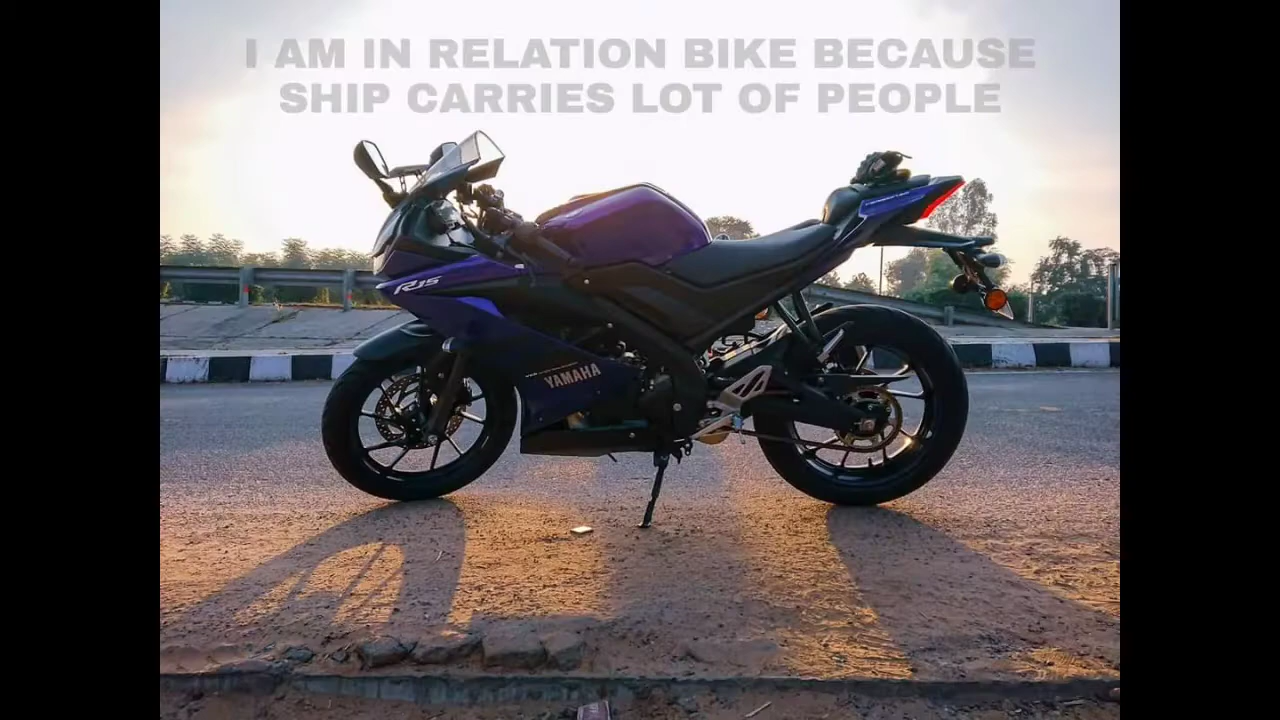 I AM IN RELATION BIKE BECAUSE
SHIP CARRIES LOT OF PEOPLE
R15
YAMAHA